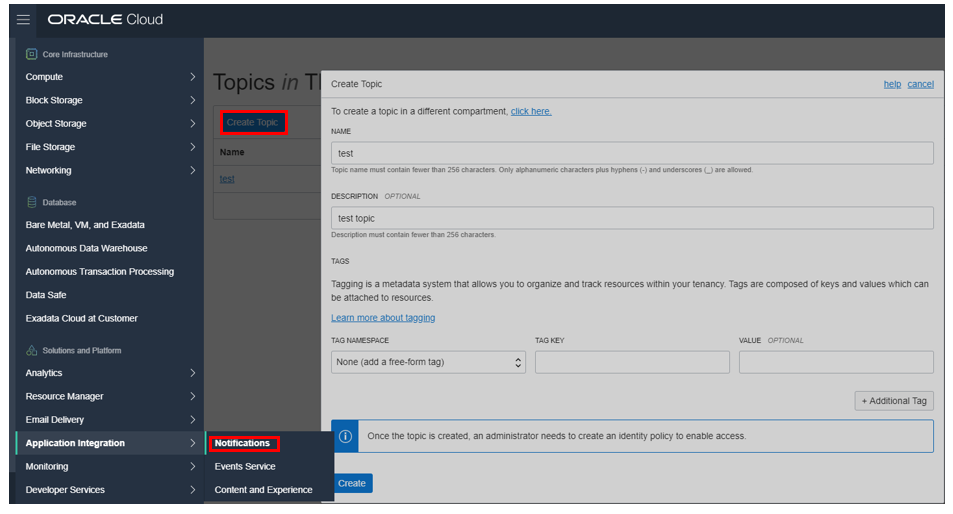 ORACLE Cloud
Core Infrastructure
Compute
Block Storage
Object Storage
File Storage
Networking
Database
Bare Metal, VM, and Exadata
Autonomous Data Warehouse
Autonomous Transaction Processing
Data Safe
Exadata Cloud at Customer
Solutions and Platform
Analytics
Resource Manager
Email Delivery
Application Integration
Monitoring
Developer Services
Notifications
Events Service
Content and Experience
Topics in
Create Topic
Name
test
Create Topic
help cancel
To create a topic in a different compartment, click here.
NAME
test
Topic name must contain fewer than 256 characters. Only alphanumeric characters plus hyphens (-) and underscores (_) are allowed.
DESCRIPTION OPTIONAL
test topic
Description must contain fewer than 256 characters.
TAGS
Tagging is a metadata system that allows you to organize and track resources within your tenancy. Tags are composed of keys and values which can
be attached to resources.
Learn more about tagging
TAG NAMESPACE TAG KEY VALUE OPTIONAL
None (add a free-form tag)
+ Additional Tag
Once the topic is created, an administrator needs to create an identity policy to enable access.
Create